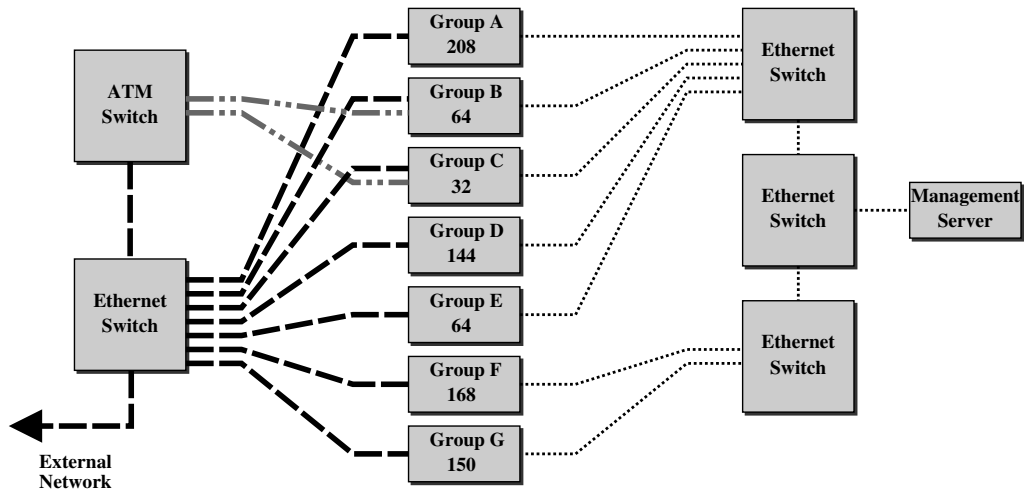 ATM
Switch
Ethernet
Switch
External
Network
Group A
208
Group B
64
Group C
32
Group D
144
Group E
64
Group F
168
Group G
150
Ethernet
Switch
Ethernet
Switch
Ethernet
Switch
Management
Server